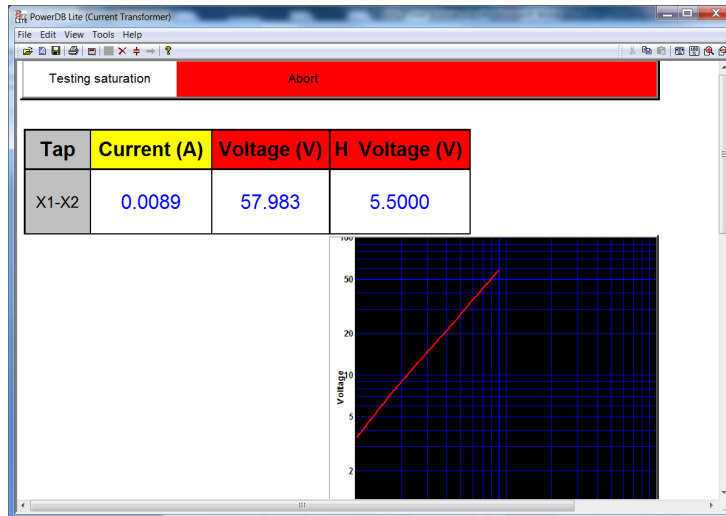 PowerDB Lite (Current Transformer)
File Edit View Tools Help
Testing saturation Abort
Tap Current (A) Voltage (V) H Voltage (V)
X1-X2 0.0089 57.983 5.5000
100
50
20
10
5
2
Voltage